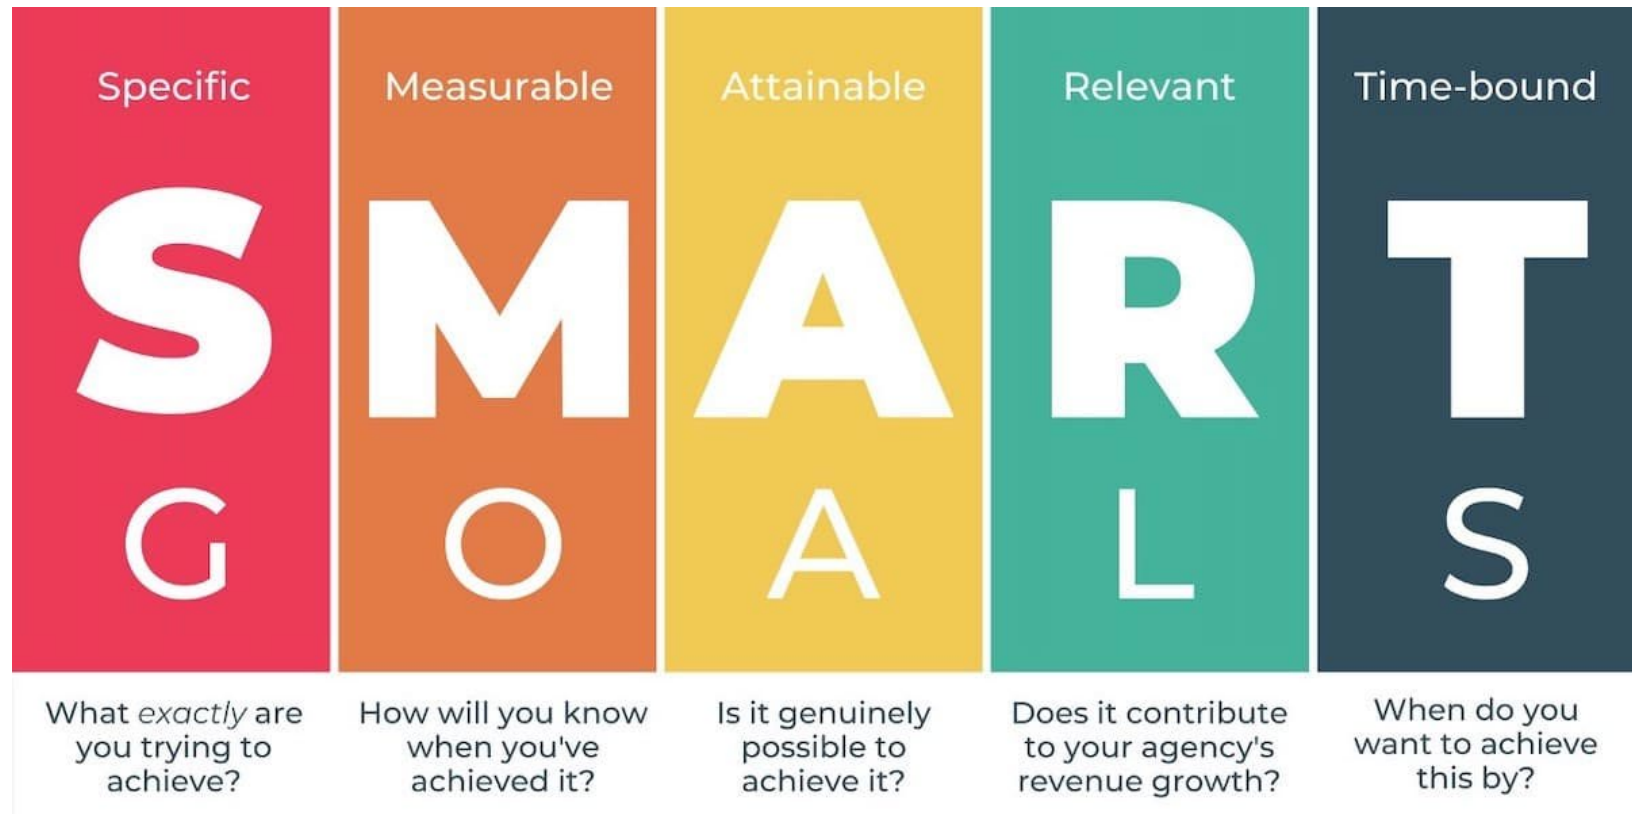 Specific
Measurable
Attainable
Relevant
Time-bound
S
M
A
R
T
G
O
A
L
S
What exactly are
you trying to
achieve?
How will you know
when you've
achieved it?
Is it genuinely
possible to
achieve it?
Does it contribute
to your agency's
revenue growth?
When do you
want to achieve
this by?